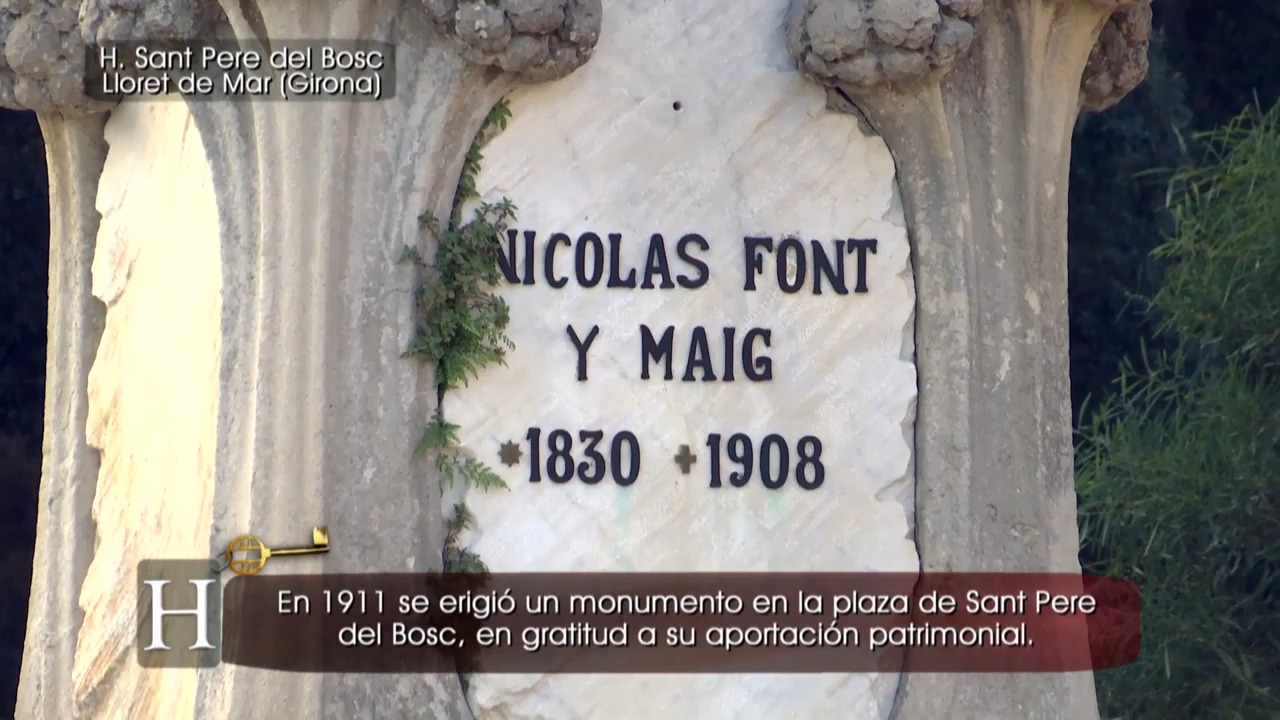 H. Sant Pere del Bosc
Lloret de Mar (Girona)
NICOLAS FONT
Y MAIG
1830 1908
H
En 1911 se erigió un monumento en la plaza de Sant Pere
del Bosc, en gratitud a su aportación patrimonial.